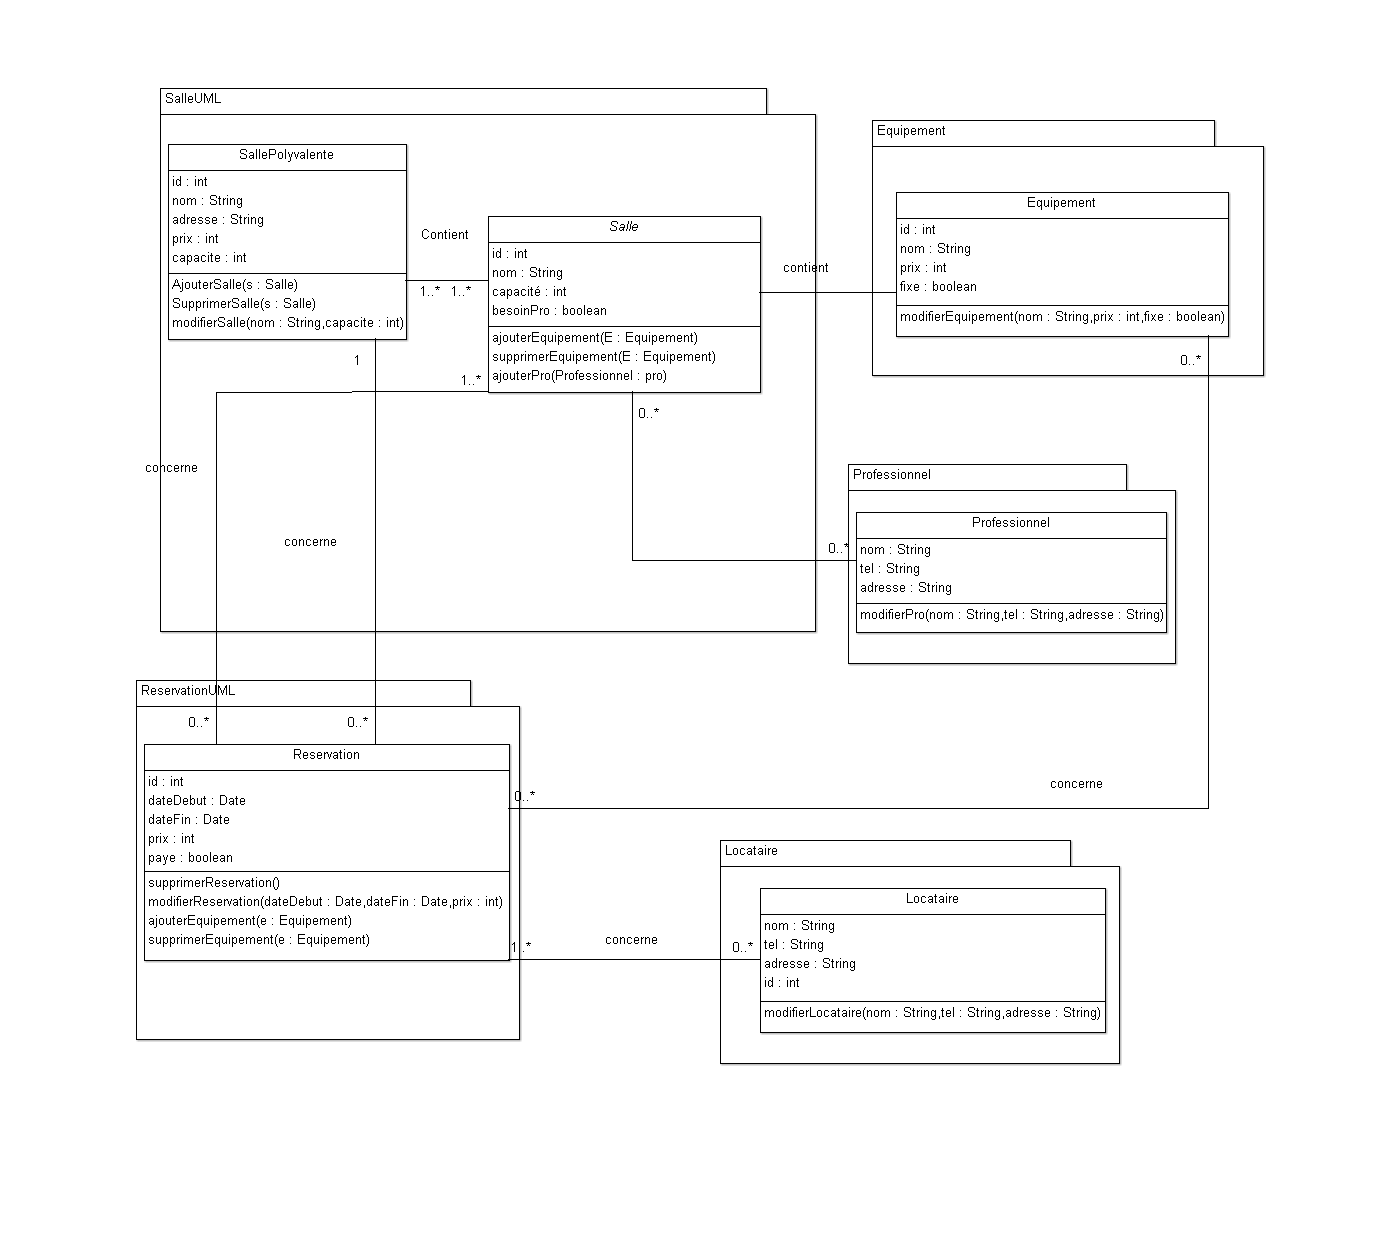 SalleUML
SallePolyvalente
id : int
nom : String
adresse : String
prix : int
capacite : int
AjouterSalle(s : Salle)
SupprimerSalle(s : Salle)
modifierSalle(nom : String,capacite : int)
Contient
1..* 1..*
Salle
id : int
nom : String
capacité : int
besoinPro : boolean
ajouterEquipement(E : Equipement)
supprimerEquipement(E : Equipement)
ajouterPro(Professionnel : pro)
contient
Equipement
Equipement
id : int
nom : String
prix : int
fixe : boolean
modifierEquipement(nom : String,prix : int,fixe : boolean)
0..*
1
1..*
0..*
concerne
concerne
Professionnel
Professionnel
0..*
nom : String
tel : String
adresse : String
modifierPro(nom : String,tel : String,adresse : String)
ReservationUML
0..*
0..*
Reservation
id : int
dateDebut : Date
dateFin : Date
prix : int
paye : boolean
supprimerReservation()
modifierReservation(dateDebut : Date,dateFin : Date,prix : int)
ajouterEquipement(e : Equipement)
supprimerEquipement(e : Equipement)
0..*
concerne
1..*
concerne
0..*
Locataire
Locataire
nom : String
tel : String
adresse : String
id : int
modifierLocataire(nom : String,tel : String,adresse : String)